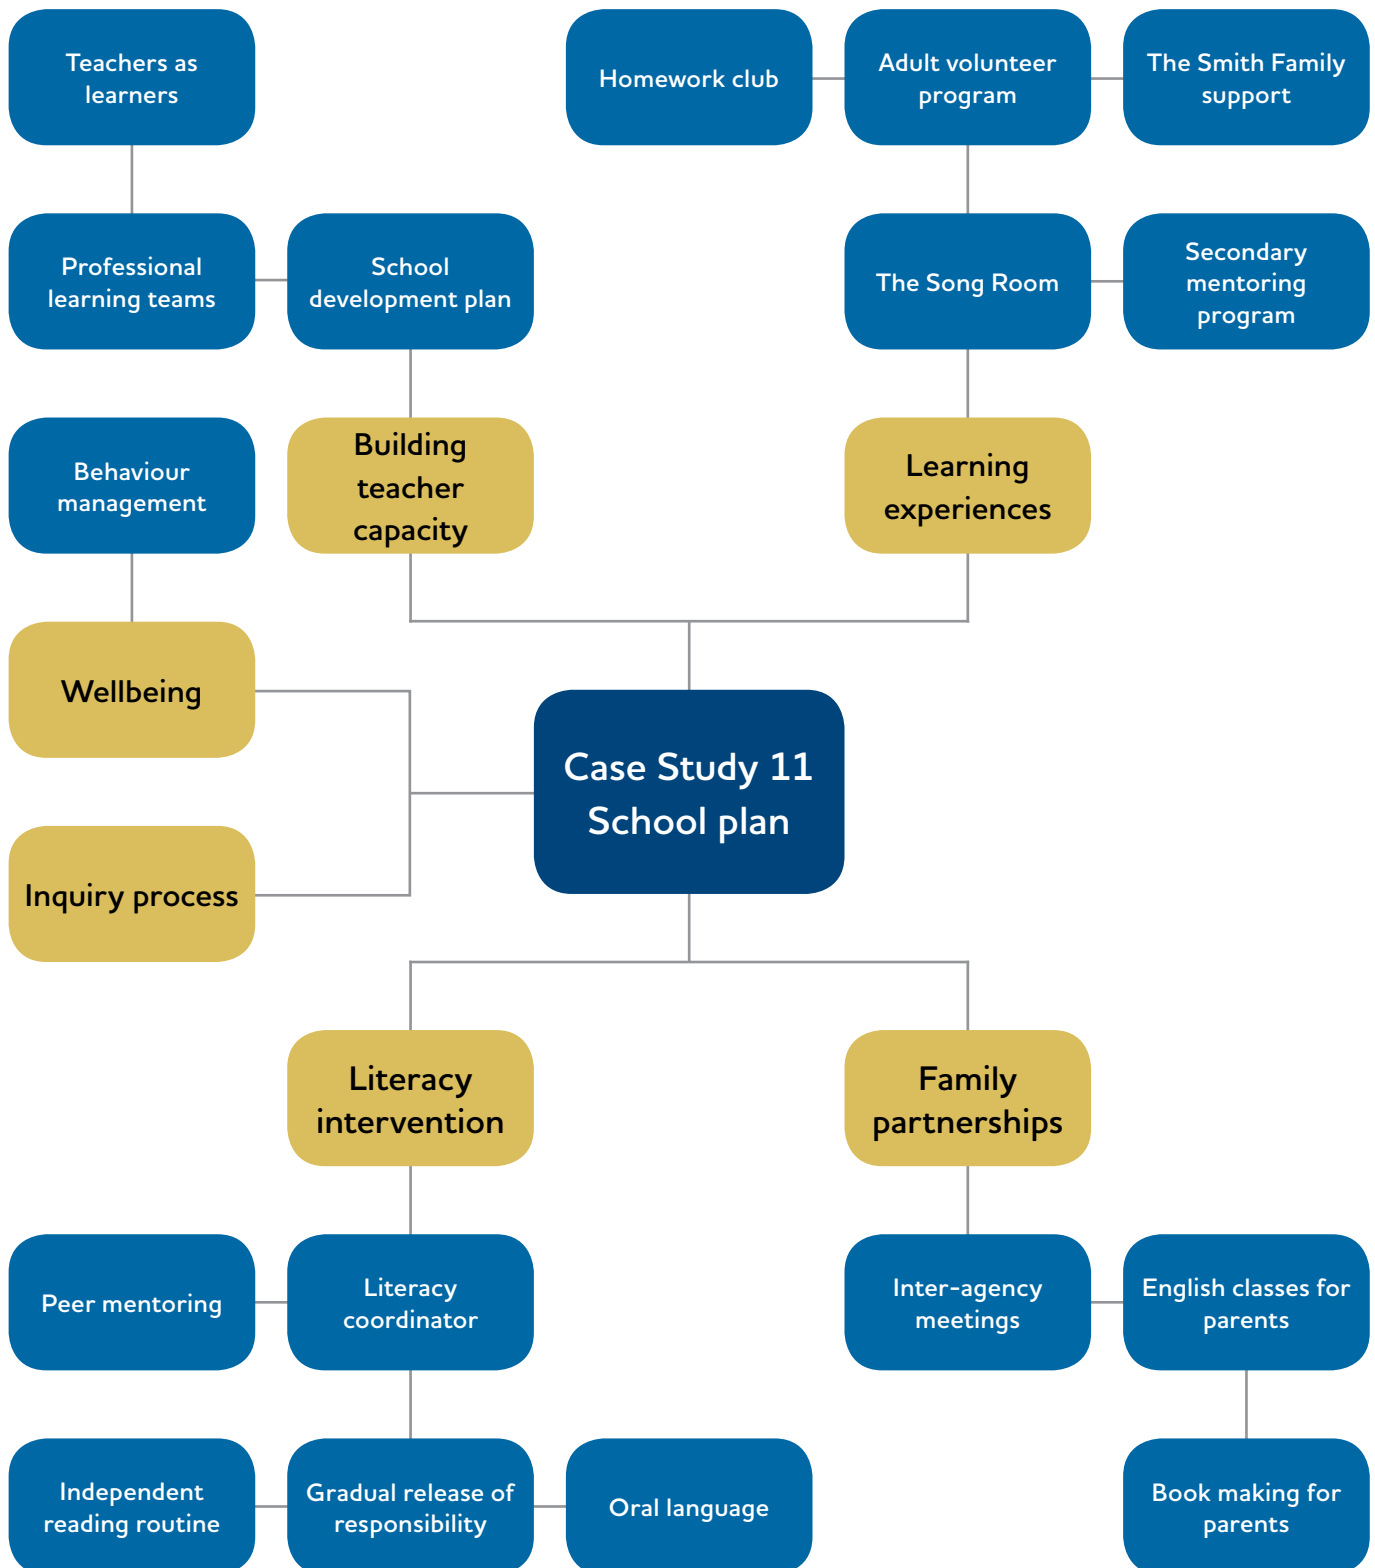 Teachers as
learners
Homework club
Adult volunteer
program
The Smith Family
support
Professional
learning teams
School
development plan
The Song Room
Secondary
mentoring
program
Behaviour
management
Building
teacher
capacity
Learning
experiences
Wellbeing
Case Study 11
School plan
Inquiry process
Literacy
intervention
Family
partnerships
Peer mentoring
Literacy
coordinator
Inter-agency
meetings
English classes for
parents
Independent
reading routine
Gradual release of
responsibility
Oral language
Book making for
parents